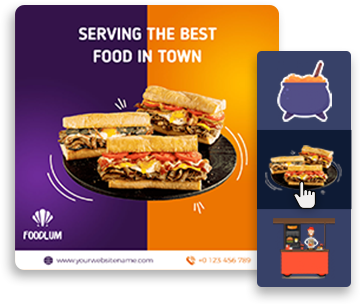 SERVING THE BEST
FOOD IN TOWN
FOODLUM
www.yourwebsitename.com
+0 123 456 789